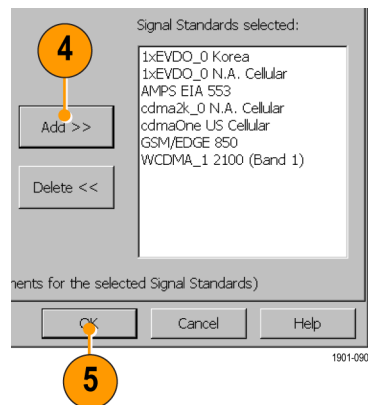 Signal Standards selected:
4
1xEVDO_0 Korea
1xEVDO_0 N.A. Cellular
AMPS EIA 553
cdma2k_0 N.A. Cellular
cdmaOne US Cellular
GSM/EDGE 850
WCDMA_1 2100 (Band 1)
Add >>
Delete <<
nents for the selected Signal Standards)
OK
Cancel
Help
1901-090
5